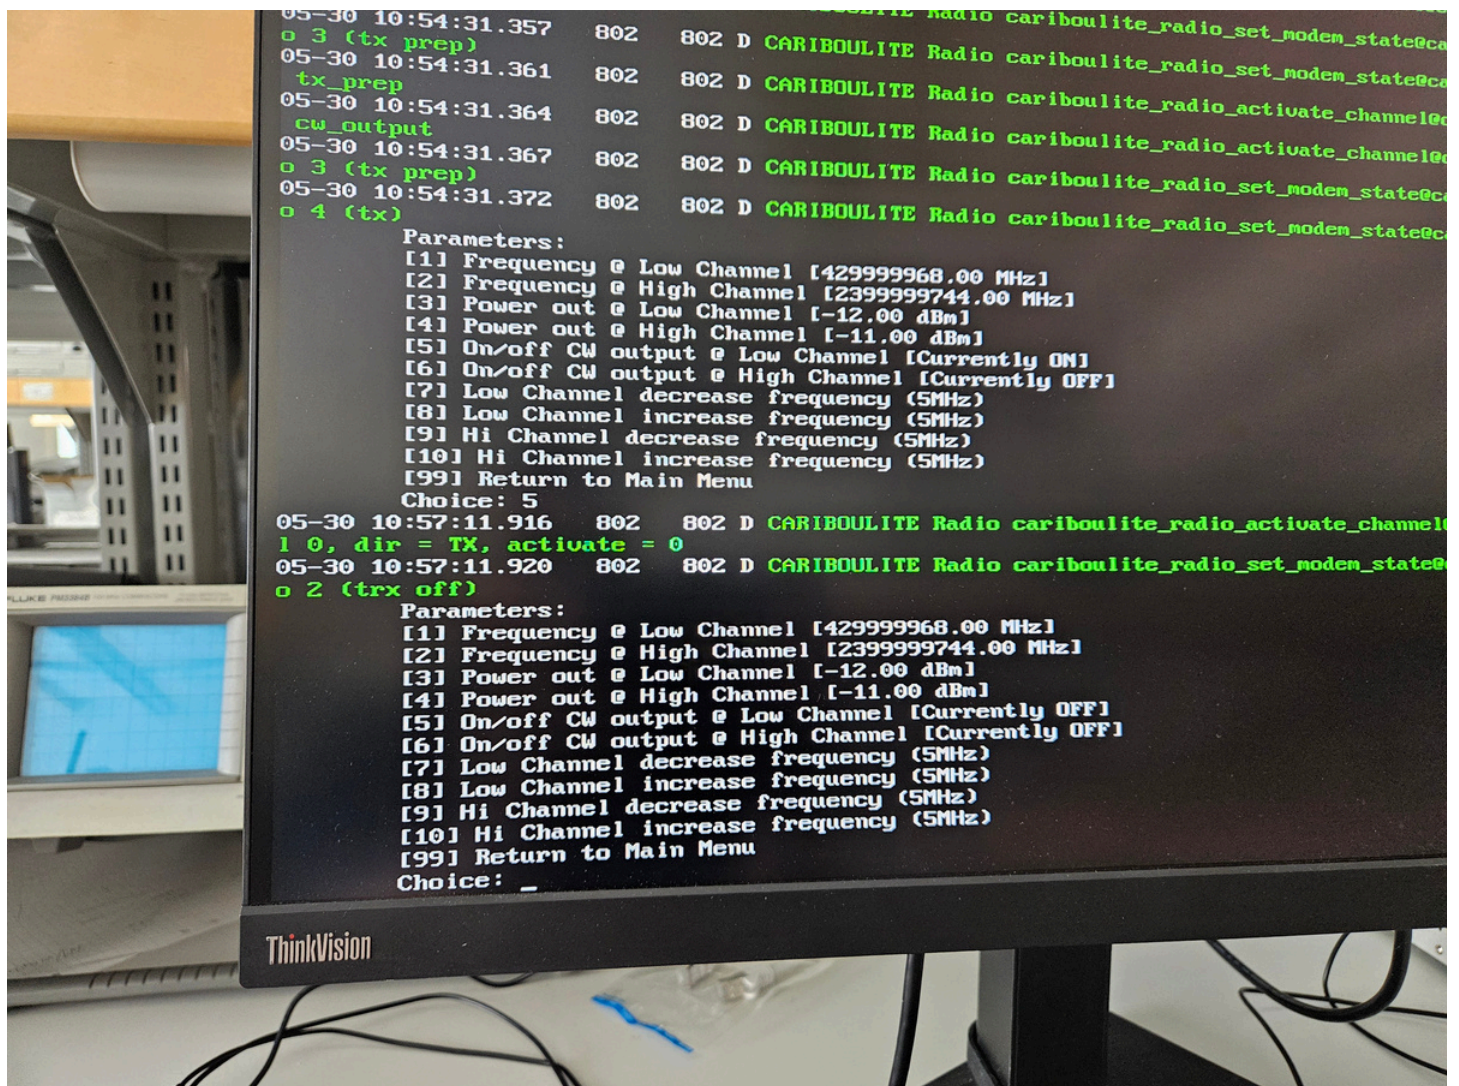 05-30 10:54:31.357   802   802 D CARIBOULITE Radio cariboulite_radio_set_modem_state@ca
o 3 (tx prep)
05-30 10:54:31.361   802   802 D CARIBOULITE Radio cariboulite_radio_set_modem_state@ca
tx_prep
05-30 10:54:31.364   802   802 D CARIBOULITE Radio cariboulite_radio_activate_channel@c
cw_output
05-30 10:54:31.367   802   802 D CARIBOULITE Radio cariboulite_radio_activate_channel@
o 3 (tx prep)
05-30 10:54:31.372   802   802 D CARIBOULITE Radio cariboulite_radio_set_modem_state@ca
o 4 (tx)
CARIBOULITE Radio cariboulite_radio_set_modem_state@c
Parameters:
[1] Frequency @ Low Channel [429999968.00 MHz]
[2] Frequency @ High Channel [2399999744.00 MHz]
[3] Power out @ Low Channel [-12.00 dBm]
[4] Power out @ High Channel [-11.00 dBm]
[5] On/off CW output @ Low Channel [Currently ON]
[6] On/off CW output @ High Channel [Currently OFF]
[7] Low Channel decrease frequency (5MHz)
[8] Low Channel increase frequency (5MHz)
[9] Hi Channel decrease frequency (5MHz)
[10] Hi Channel increase frequency (5MHz)
[99] Return to Main Menu
Choice: 5
05-30 10:57:11.916   802   802 D CARIBOULITE Radio cariboulite_radio_activate_channel@
l 0, dir = TX, activate = 0
05-30 10:57:11.920   802   802 D CARIBOULITE Radio cariboulite_radio_set_modem_state@
o 2 (trx off)
Parameters:
[1] Frequency @ Low Channel [429999968.00 MHz]
[2] Frequency @ High Channel [2399999744.00 MHz]
[3] Power out @ Low Channel [-12.00 dBm]
[4] Power out @ High Channel [-11.00 dBm]
[5] On/off CW output @ Low Channel [Currently OFF]
[6] On/off CW output @ High Channel [Currently OFF]
[7] Low Channel decrease frequency (5MHz)
[8] Low Channel increase frequency (5MHz)
[9] Hi Channel decrease frequency (5MHz)
[10] Hi Channel increase frequency (5MHz)
[99] Return to Main Menu
Choice: _
FLUKE
ThinkVision